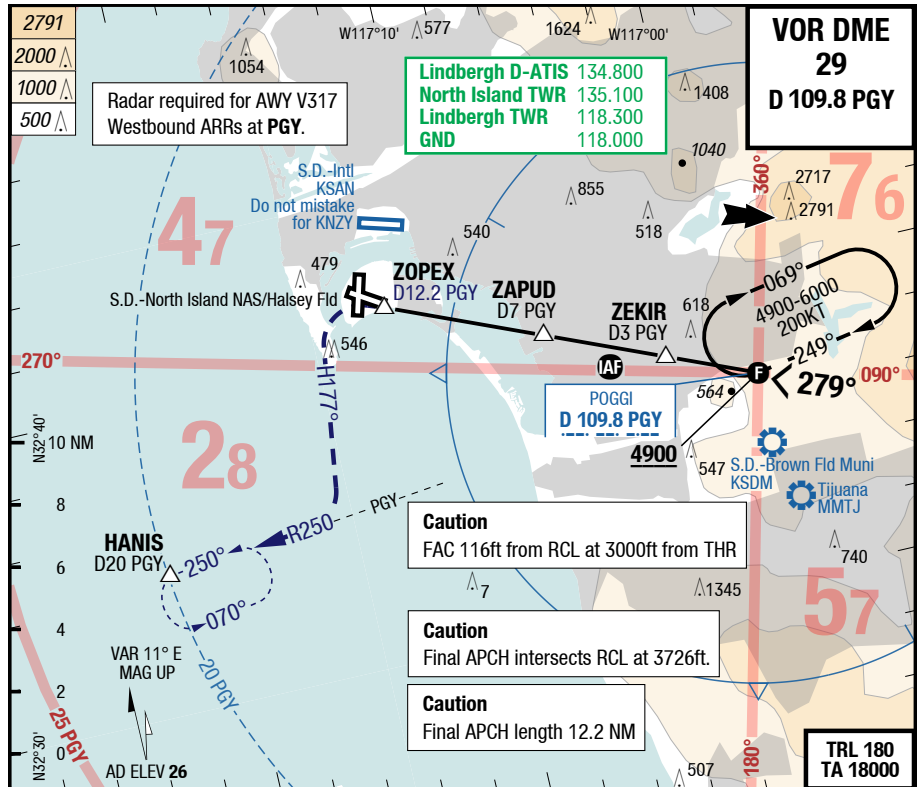 2791
2000
1000
500
1054
577
W117°10'
1624
W117°00'
VOR DME
29
D 109.8 PGY
Radar required for AWY V317
Westbound ARRs at PGY.
Lindbergh D-ATIS 134.800
North Island TWR 135.100
Lindbergh TWR 118.300
GND 118.000
1408
1040
360°
2717
2791
76
S.D.-Intl
KSAN
Do not mistake
for KNZY
855
518
540
47
479
S.D.-North Island NAS/Halsey Fld
ZOPEX
D12.2 PGY
ZAPUD
D7 PGY
ZEKIR
D3 PGY
618
069°
4900-6000
200KT
249°
546
270°
IAF
F
279°
090°
H177°
564
POGGI
D 109.8 PGY
4900
547
S.D.-Brown Fld Muni
KSDM
Tijuana
MMTJ
N32°40'
10 NM
28
8
PGY
R250
HANIS
D20 PGY
250°
070°
6
Caution
FAC 116ft from RCL at 3000ft from THR
740
7
1345
57
4
Caution
Final APCH intersects RCL at 3726ft.
VAR 11° E
MAG UP
20 PGY
2
Caution
Final APCH length 12.2 NM
25 PGY
N32°30'
0
AD ELEV 26
507
180°
TRL 180
TA 18000